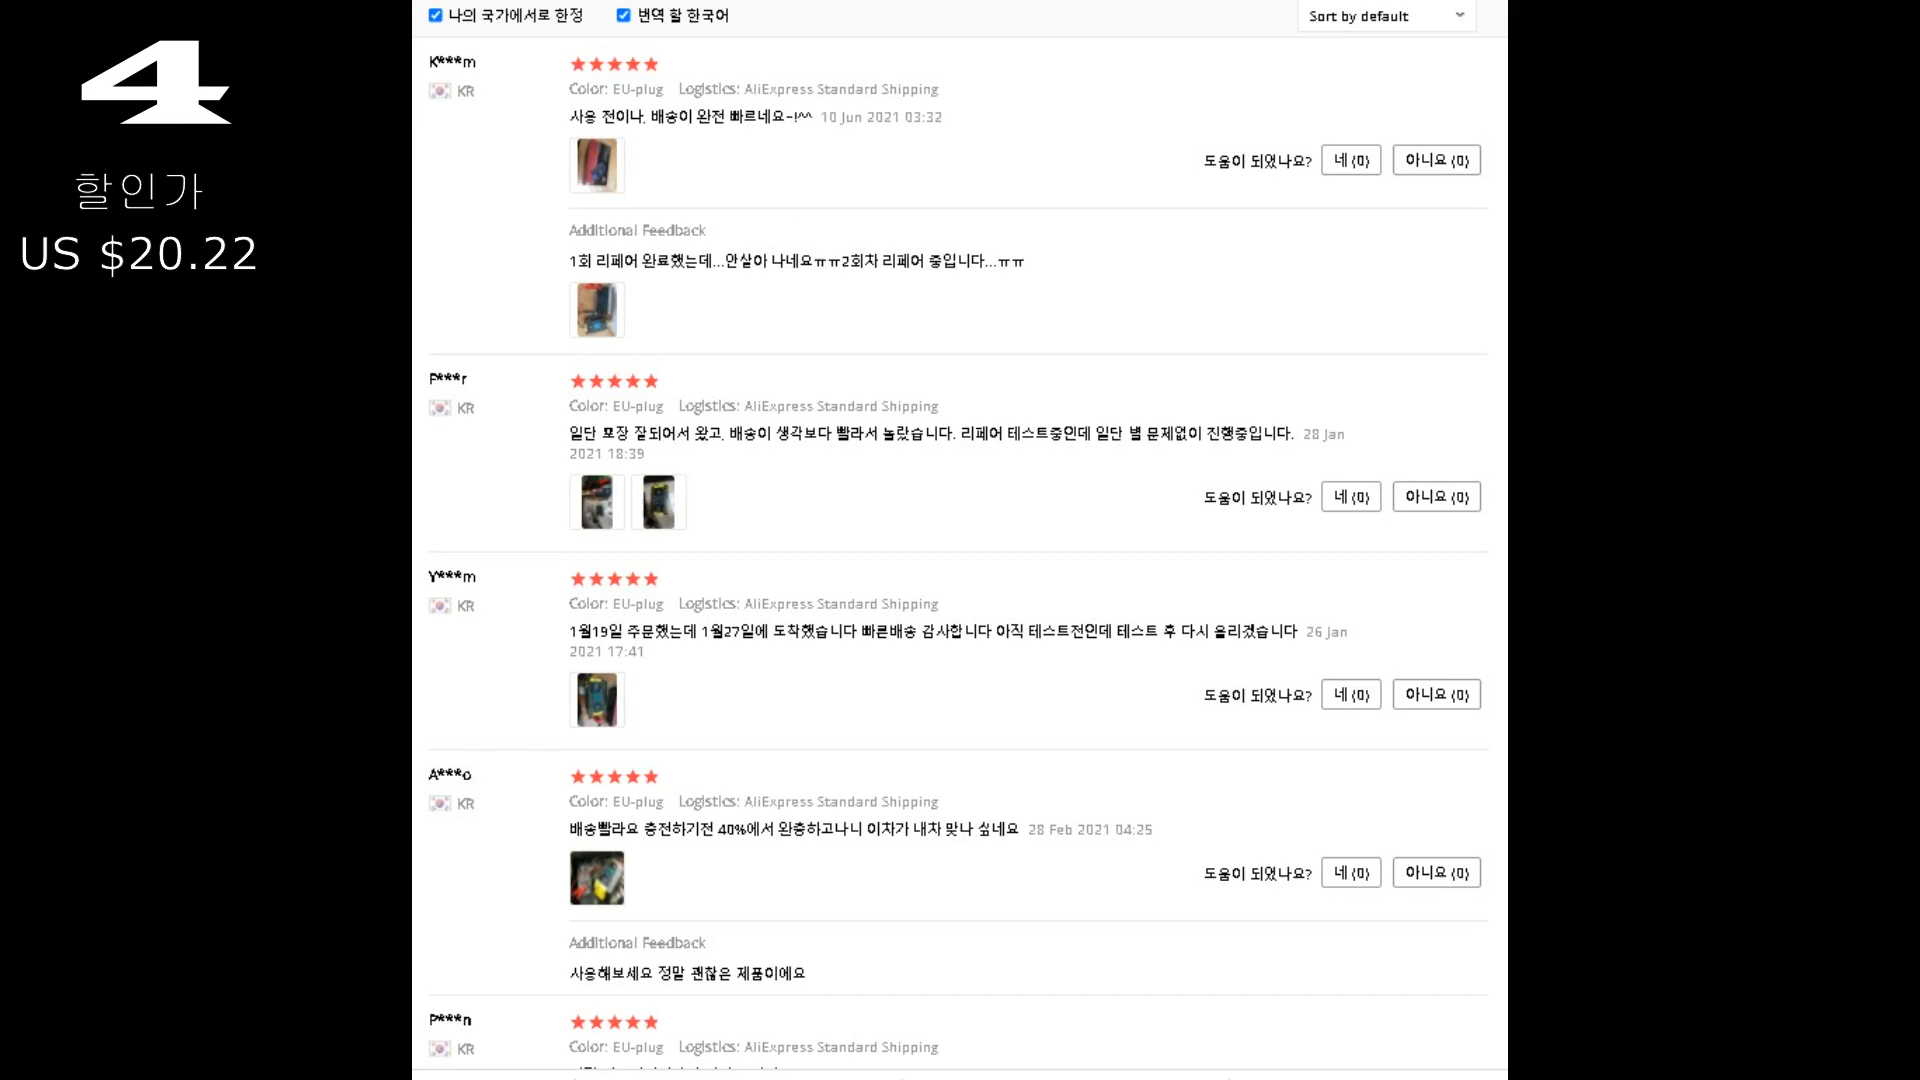 4
할인가
US $20.22
나의 국가에서로 한정
번역 할 한국어
Sort by default
K***m
KR
Color: EU-plug Logistics: AliExpress Standard Shipping
사용 전이나, 배송이 완전 빠르네요~!^^ 10 Jun 2021 03:32
도움이 되었나요? 네 (0) 아니요 (0)
Additional Feedback
1회 리페어 완료했는데...안살아 나네요ㅠㅠ2회차 리페어 중입니다...ㅠㅠ
F***r
KR
Color: EU-plug Logistics: AliExpress Standard Shipping
일단 포장 잘되어서 왔고, 배송이 생각보다 빨라서 놀랐습니다. 리페어 테스트중인데 일단 별 문제없이 진행중입니다. 28 Jan
2021 18:39
도움이 되었나요? 네 (0) 아니요 (0)
Y***m
KR
Color: EU-plug Logistics: AliExpress Standard Shipping
1월19일 주문했는데 1월27일에 도착했습니다 빠른배송 감사합니다 아직 테스트전인데 테스트 후 다시 올리겠습니다 26 Jan
2021 17:41
도움이 되었나요? 네 (0) 아니요 (0)
A***o
KR
Color: EU-plug Logistics: AliExpress Standard Shipping
배송빨라요 충전하기전 40%에서 완충하고나니 이차가 내차 맞나 싶네요 28 Feb 2021 04:25
도움이 되었나요? 네 (0) 아니요 (0)
Additional Feedback
사용해보세요 정말 괜찮은 제품이에요
P***n
KR
Color: EU-plug Logistics: AliExpress Standard Shipping